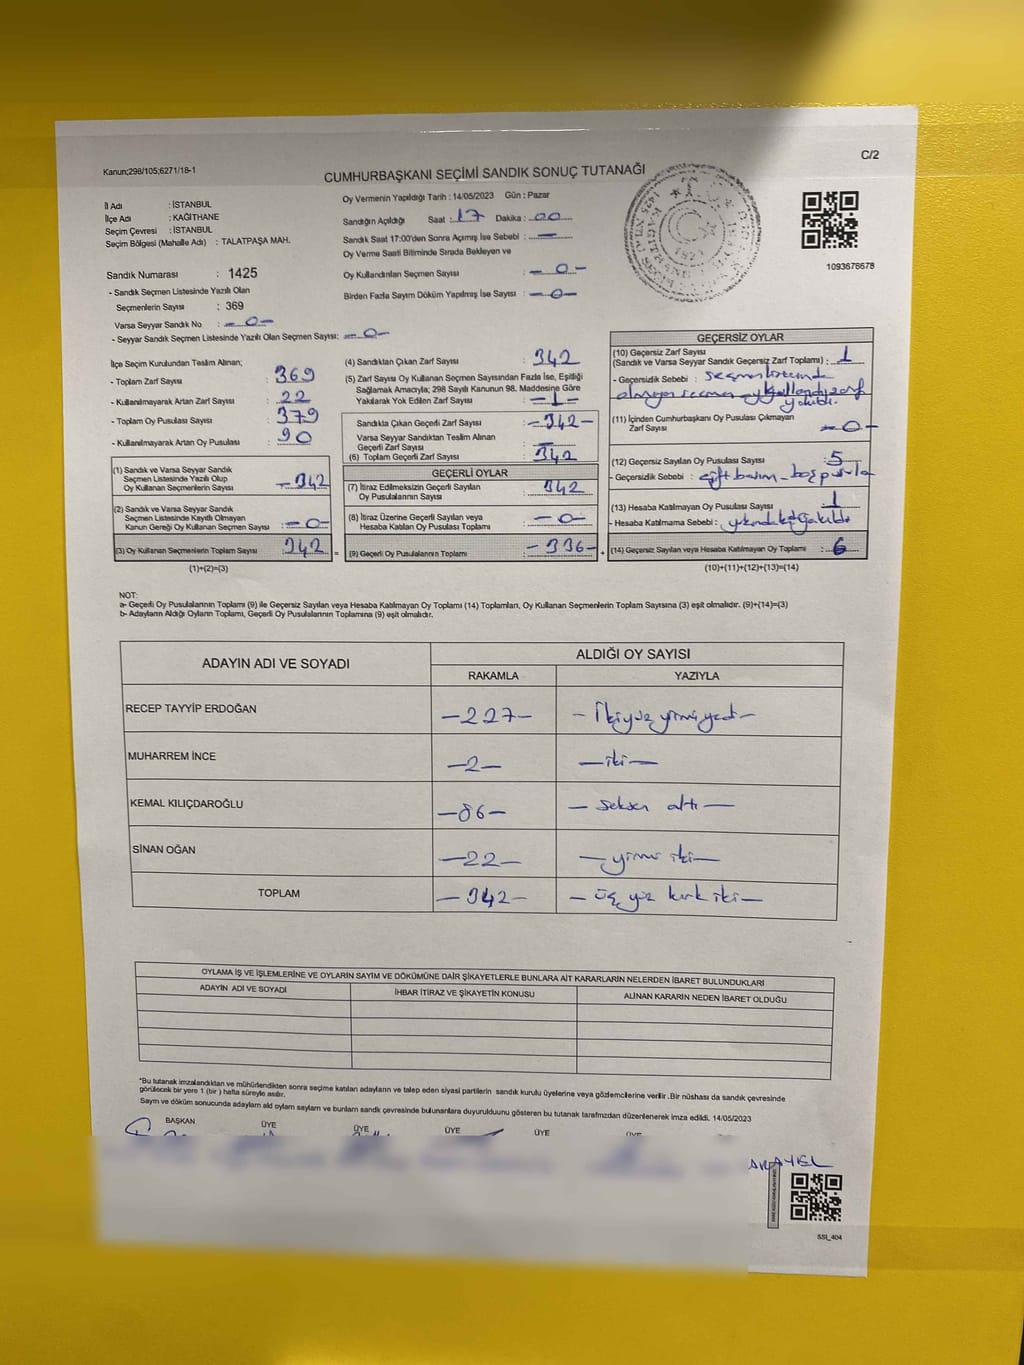 C/2
Kanun;298/105;6271/18-1
CUMHURBAŞKANI SEÇİMİ SANDIK SONUÇ TUTANAĞI
İl Adı : İSTANBUL
İlçe Adı : KAĞITHANE
Seçim Çevresi : İSTANBUL
Seçim Bölgesi (Mahalle Adı) : TALATPAŞA MAH.
Sandık Numarası : 1425
- Sandık Seçmen Listesinde Yazılı Olan
Seçmenlerin Sayısı : 369
Varsa Seyyar Sandık No : -0-
- Seyyar Sandık Seçmen Listesinde Yazılı Olan Seçmen Sayısı: -0-
Oy Vermenin Yapıldığı Tarih : 14/05/2023 Gün : Pazar
Sandığın Açıldığı Saat : 17 Dakika : 00
Sandık Saat 17:00'den Sonra Açılmış İse Sebebi : —
Oy Verme Saati Bitiminde Sırada Bekleyen ve
Oy Kullandırılan Seçmen Sayısı : -0-
Birden Fazla Sayım Döküm Yapılmış İse Sayısı : -0-
1093676678
İlçe Seçim Kurulundan Teslim Alınan;
- Toplam Zarf Sayısı : 369
- Kullanılmayarak Artan Zarf Sayısı : 22
- Toplam Oy Pusulası : 379
- Kullanılmayarak Artan Oy Pusulası : 90
(1) Sandık ve Varsa Seyyar Sandık
Seçmen Listesinde Yazılı Olup
Oy Kullanan Seçmenlerin Sayısı : -342
(2) Sandık ve Varsa Seyyar Sandık
Seçmen Listesinde Kayıtlı Olmayan
Kanun Gereği Oy Kullanan Seçmen Sayısı : -0-
(3) Oy Kullanan Seçmenlerin Toplam Sayısı : 342 =
(1)+(2)=(3)
(4) Sandıktan Çıkan Zarf Sayısı : 342
(5) Zarf Sayısı Oy Kullanan Seçmen Sayısından Fazla İse, Eşitliği
Sağlamak Amacıyla; 298 Sayılı Kanunun 98. Maddesine Göre
Yakılarak Yok Edilen Zarf Sayısı : -1-
Sandıkta Çıkan Geçerli Zarf Sayısı : -342-
Varsa Seyyar Sandıktan Teslim Alınan
Geçerli Zarf Sayısı : —
(6) Toplam Geçerli Zarf Sayısı : 342
GEÇERLİ OYLAR
(7) İtiraz Edilmeksizin Geçerli Sayılan
Oy Pusulalarının Sayısı : 342
(8) İtiraz Üzerine Geçerli Sayılan veya
Hesaba Katılan Oy Pusulası Toplamı : -0-
(9) Geçerli Oy Pusulalarının Toplamı : -336- +
GEÇERSİZ OYLAR
(10) Geçersiz Zarf Sayısı
(Sandık ve Varsa Seyyar Sandık Geçersiz Zarf Toplamı) : 1
- Geçersizlik Sebebi : seçmen listesinde
olmayan seçmen oy kullandı zarf
yakıldı.
(11) İçinden Cumhurbaşkanı Oy Pusulası Çıkmayan
Zarf Sayısı : -0-
(12) Geçersiz Sayılan Oy Pusulası Sayısı : 5
- Geçersizlik Sebebi : çift basım - boş pusula
(13) Hesaba Katılmayan Oy Pusulası Sayısı : 1
- Hesaba Katılmama Sebebi :
(14) Geçersiz Sayılan veya Hesaba Katılmayan Oy Toplamı : 6
(10)+(11)+(12)+(13)=(14)
NOT:
a- Geçerli Oy Pusulalarının Toplamı (9) ile Geçersiz Sayılan veya Hesaba Katılmayan Oy Toplamı (14) Toplamları, Oy Kullanan Seçmenlerin Toplam Sayısına (3) eşit olmalıdır. (9)+(14)=(3)
b- Adayların Aldığı Oyların Toplamı, Geçerli Oy Pusulalarının Toplamına (9) eşit olmalıdır.
ADAYIN ADI VE SOYADI ALDIĞI OY SAYISI
RAKAMLA YAZIYLA
RECEP TAYYİP ERDOĞAN -227- - İkiyüz yirmiyedi -
MUHARREM İNCE -2- - iki -
KEMAL KILIÇDAROĞLU -86- - seksen altı -
SİNAN OĞAN -22- - yirmi iki -
TOPLAM -342- - üç yüz kırk iki -
OYLAMA İŞ VE İŞLEMLERİNE VE OYLARIN SAYIM VE DÖKÜMÜNE DAİR ŞİKAYETLERLE BUNLARA AİT KARARLARIN NELERDEN İBARET BULUNDUKLARI
ADAYIN ADI VE SOYADI İHBAR İTİRAZ VE ŞİKAYETİN KONUSU ALINAN KARARIN NEDEN İBARET OLDUĞU
*Bu tutanak imzalandıktan ve mühürlendikten sonra seçime katılan adayların ve talep eden siyasi partilerin sandık kurulu üyelerine veya gözlemcilerine verilir. Bir nüshası da sandık çevresinde
görülecek bir yere 1 (bir) hafta süreyle asılır.
Sayım ve döküm sonucunda adayların aldığı oyların sayıların ve bunların sandık çevresinde bulunanlara duyurulduğunu gösteren bu tutanak tarafımızdan düzenlenerek imza edildi. 14/05/2023
BAŞKAN ÜYE ÜYE ÜYE ÜYE ÜYE
SSI_404